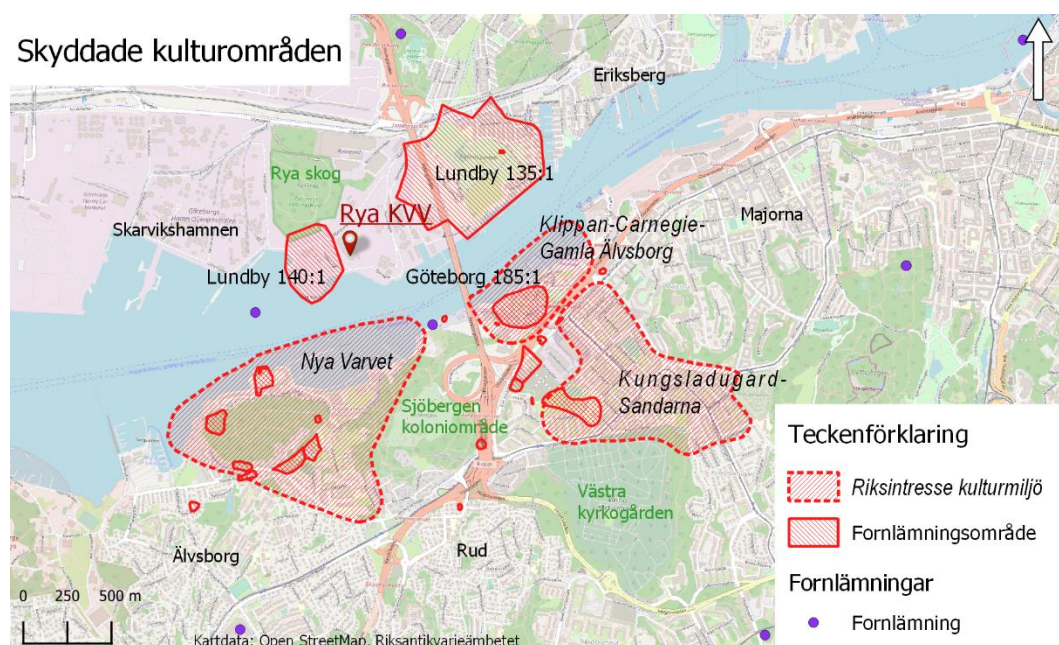 Skyddade kulturområden
Eriksberg
Rya skog
Lundby 135:1
Rya KVV
Skarvikshamnen
Majorna
Klippan-Carnegie-
Gamla Älvsborg
Lundby 140:1
Göteborg 185:1
Nya Varvet
Kungsladugård-
Sandarna
Sjöbergen
koloniområde
Västra
kyrkogården
Älvsborg
Rud
0 250 500 m
Kartdata: Open StreetMap, Riksantikvarieämbetet
Teckenförklaring
Riksintresse kulturmiljö
Fornlämningsområde
Fornlämningar
Fornlämning